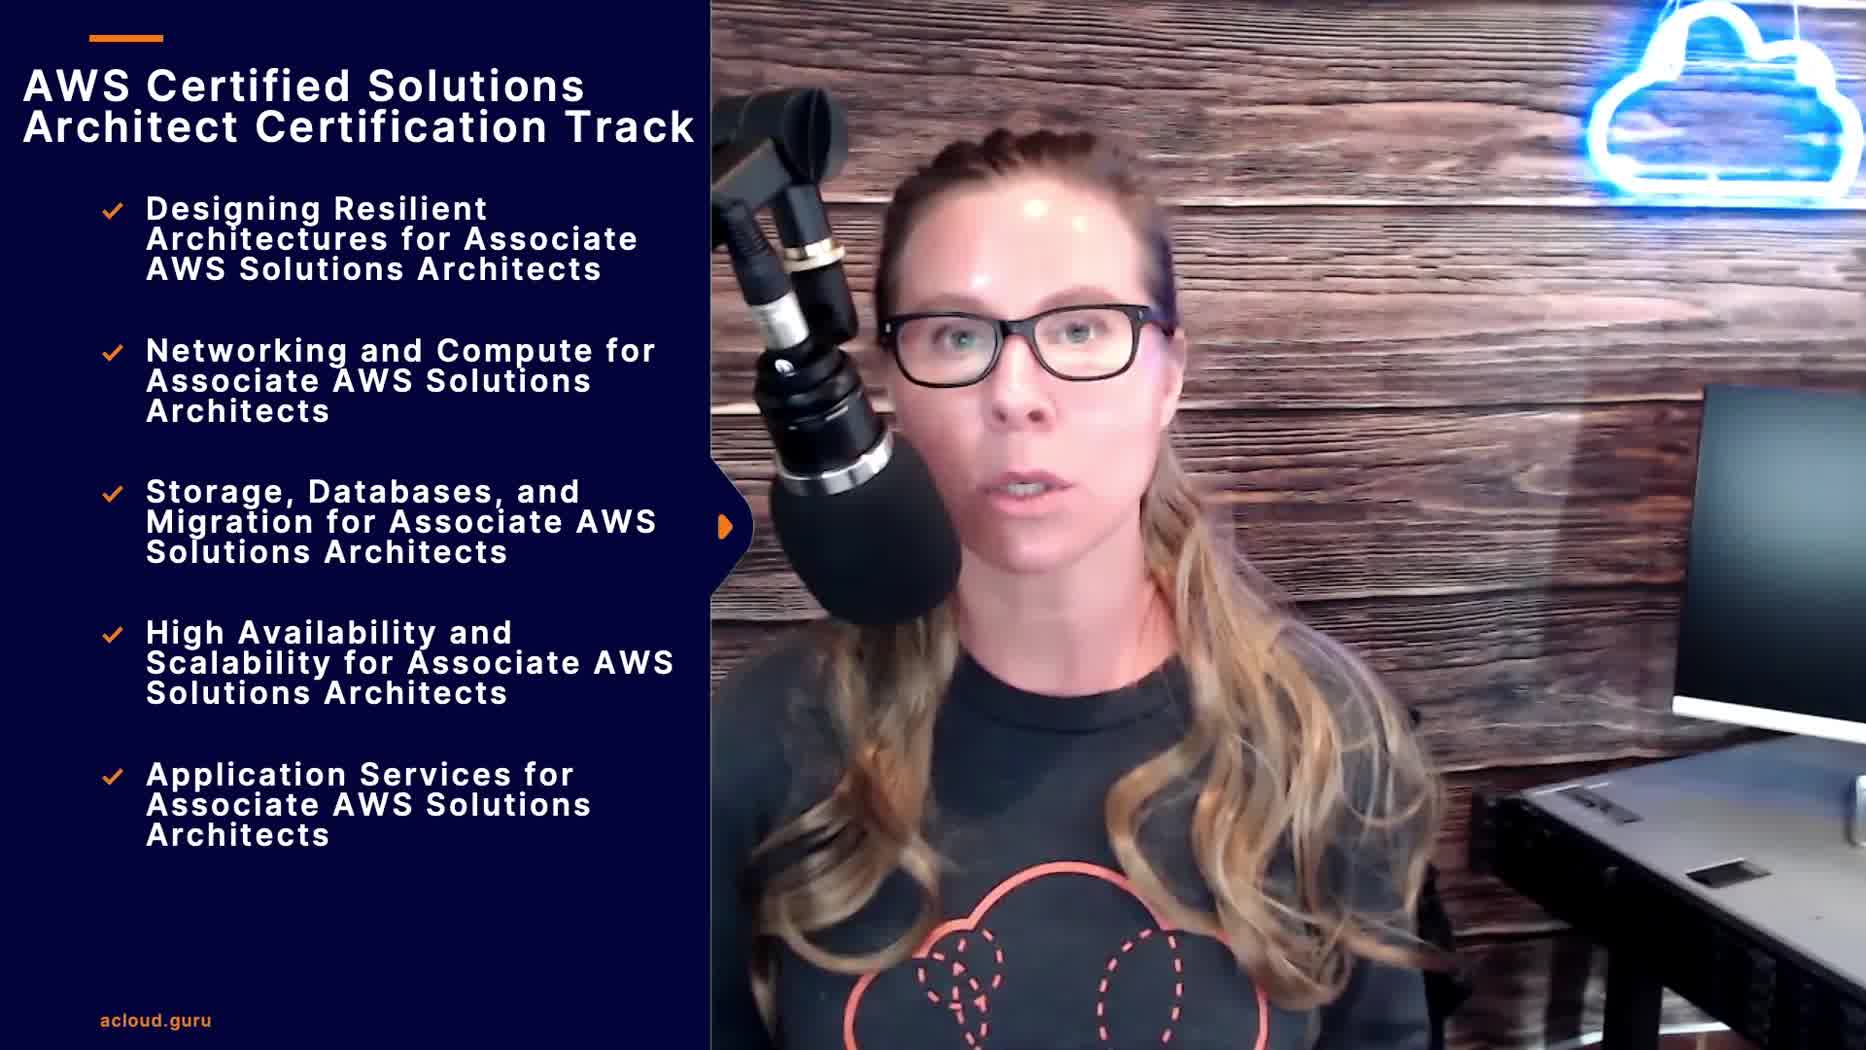 AWS Certified Solutions
Architect Certification Track
Designing Resilient
Architectures for Associate
AWS Solutions Architects
Networking and Compute for
Associate AWS Solutions
Architects
Storage, Databases, and
Migration for Associate AWS
Solutions Architects
High Availability and
Scalability for Associate AWS
Solutions Architects
Application Services for
Associate AWS Solutions
Architects
acloud.guru